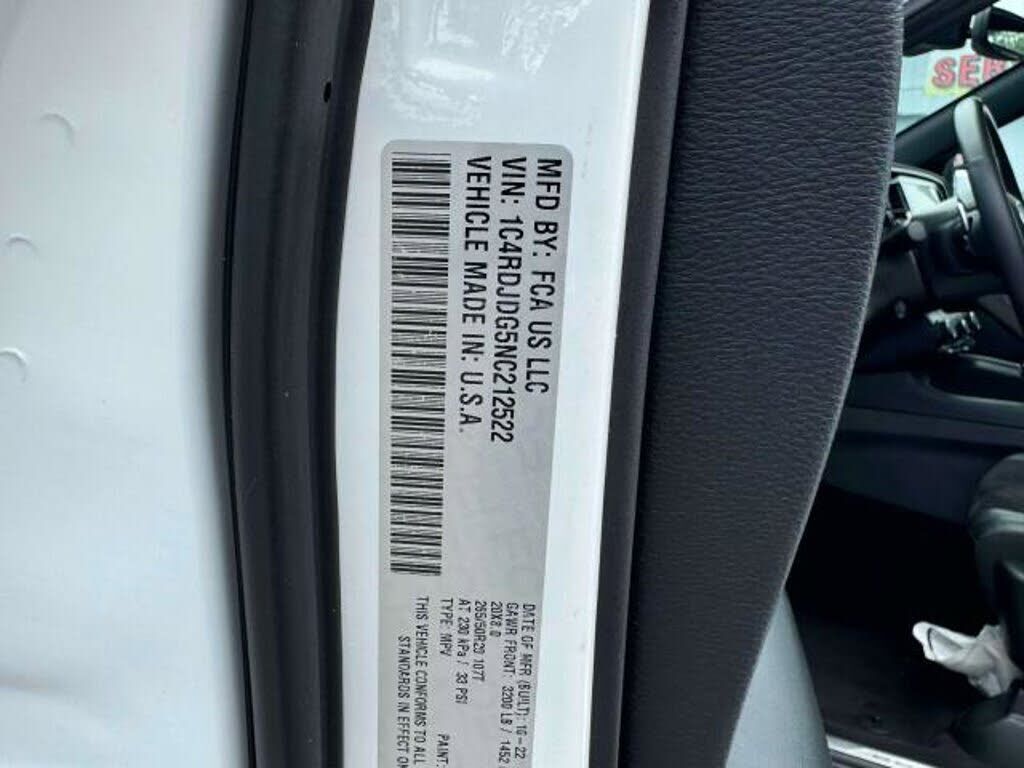 MFD BY: FCA US LLC
VIN: 1C4RDJDG5NC212522
VEHICLE MADE IN: U.S.A.
DATE OF MFR (BUILT): 10-22
GAWR FRONT: 3200 LB / 1452
20X8.0
265/50R20 107T
AT 230 kPa / 33 PSI
TYPE: MPV
PAINT:
THIS VEHICLE CONFORMS TO ALL
STANDARDS IN EFFECT ON